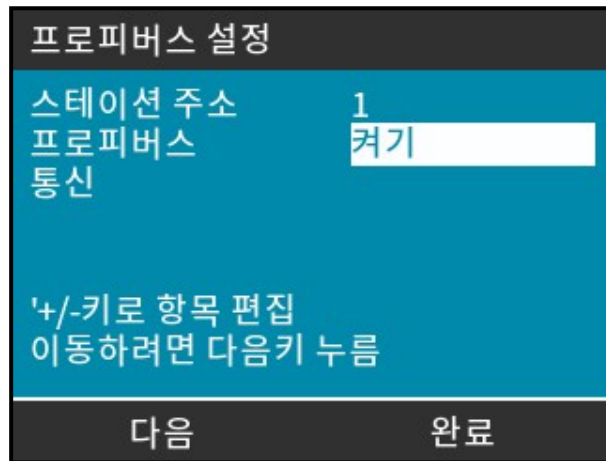 프로피버스 설정
스테이션 주소 1
프로피버스 켜기
통신
'+/-키로 항목 편집
이동하려면 다음키 누름
다음 완료